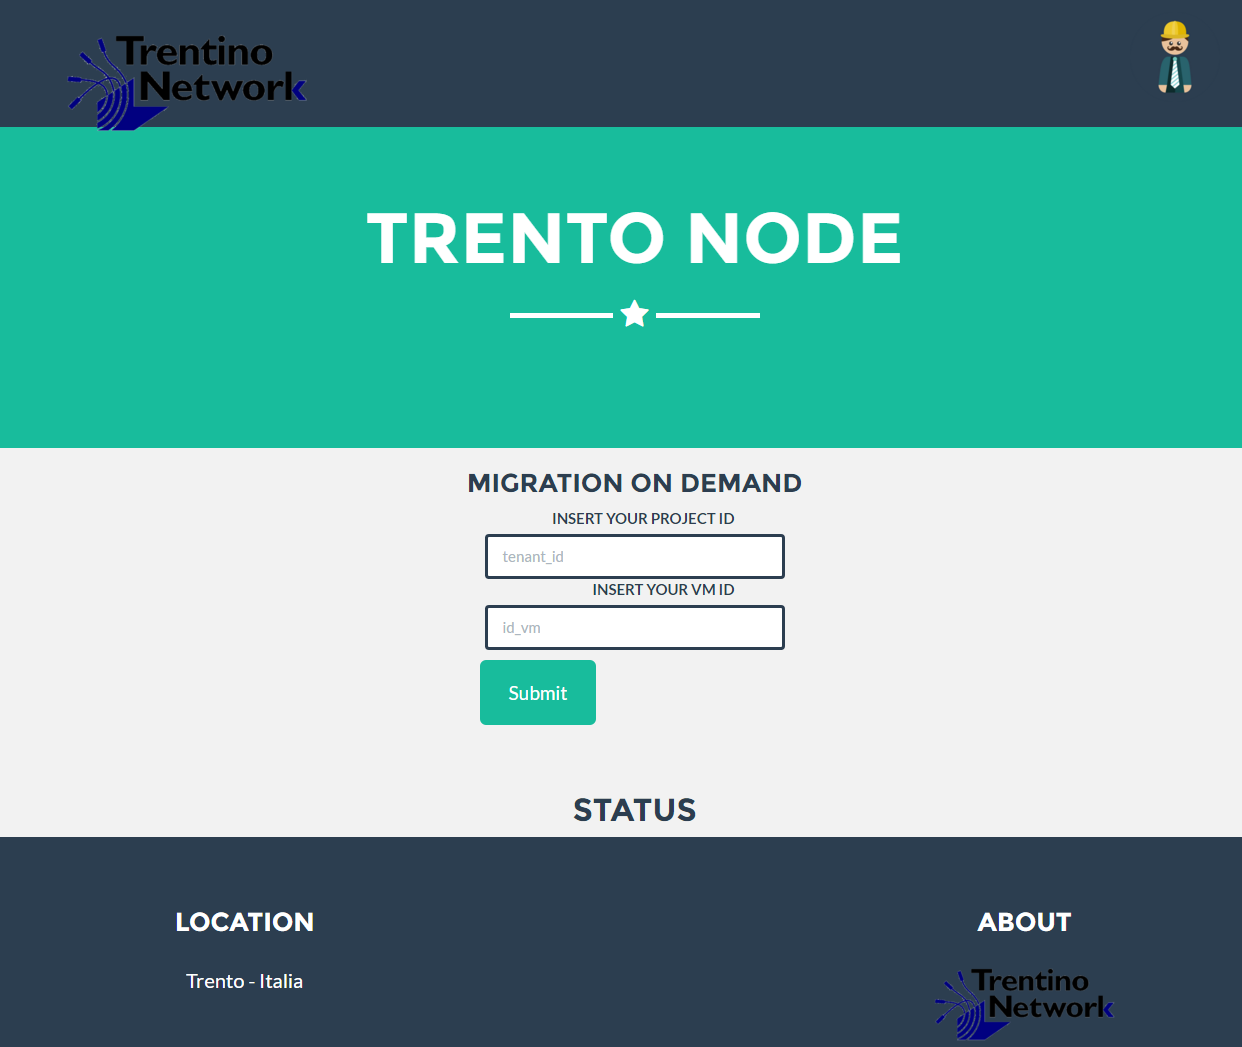 Trentino
Network
TRENTO NODE
MIGRATION ON DEMAND
INSERT YOUR PROJECT ID
tenant_id
INSERT YOUR VM ID
id_vm
Submit
STATUS
LOCATION
Trento - Italia
ABOUT
Trentino
Network